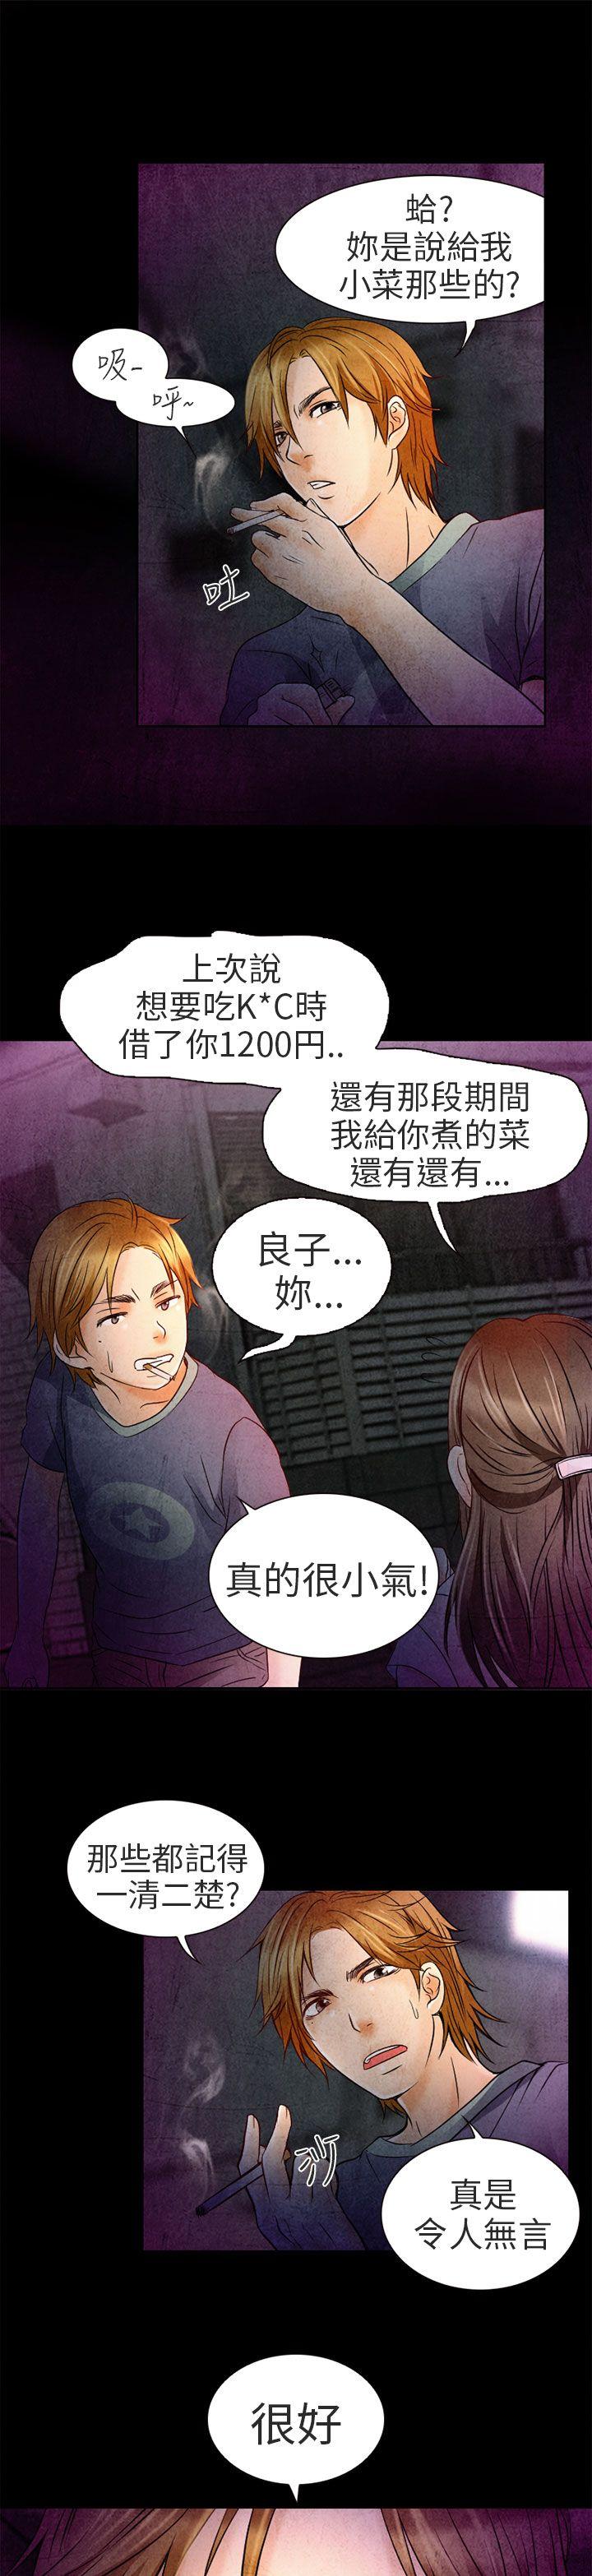 蛤?
妳是說給我
小菜那些的?
吸-
呼~
吐
上次說
想要吃K*C時
借了你1200円..
還有那段期間
我給你煮的菜
還有還有...
良子...
妳...
真的很小氣!
那些都記得
一清二楚?
沙
真是
令人無言
很好